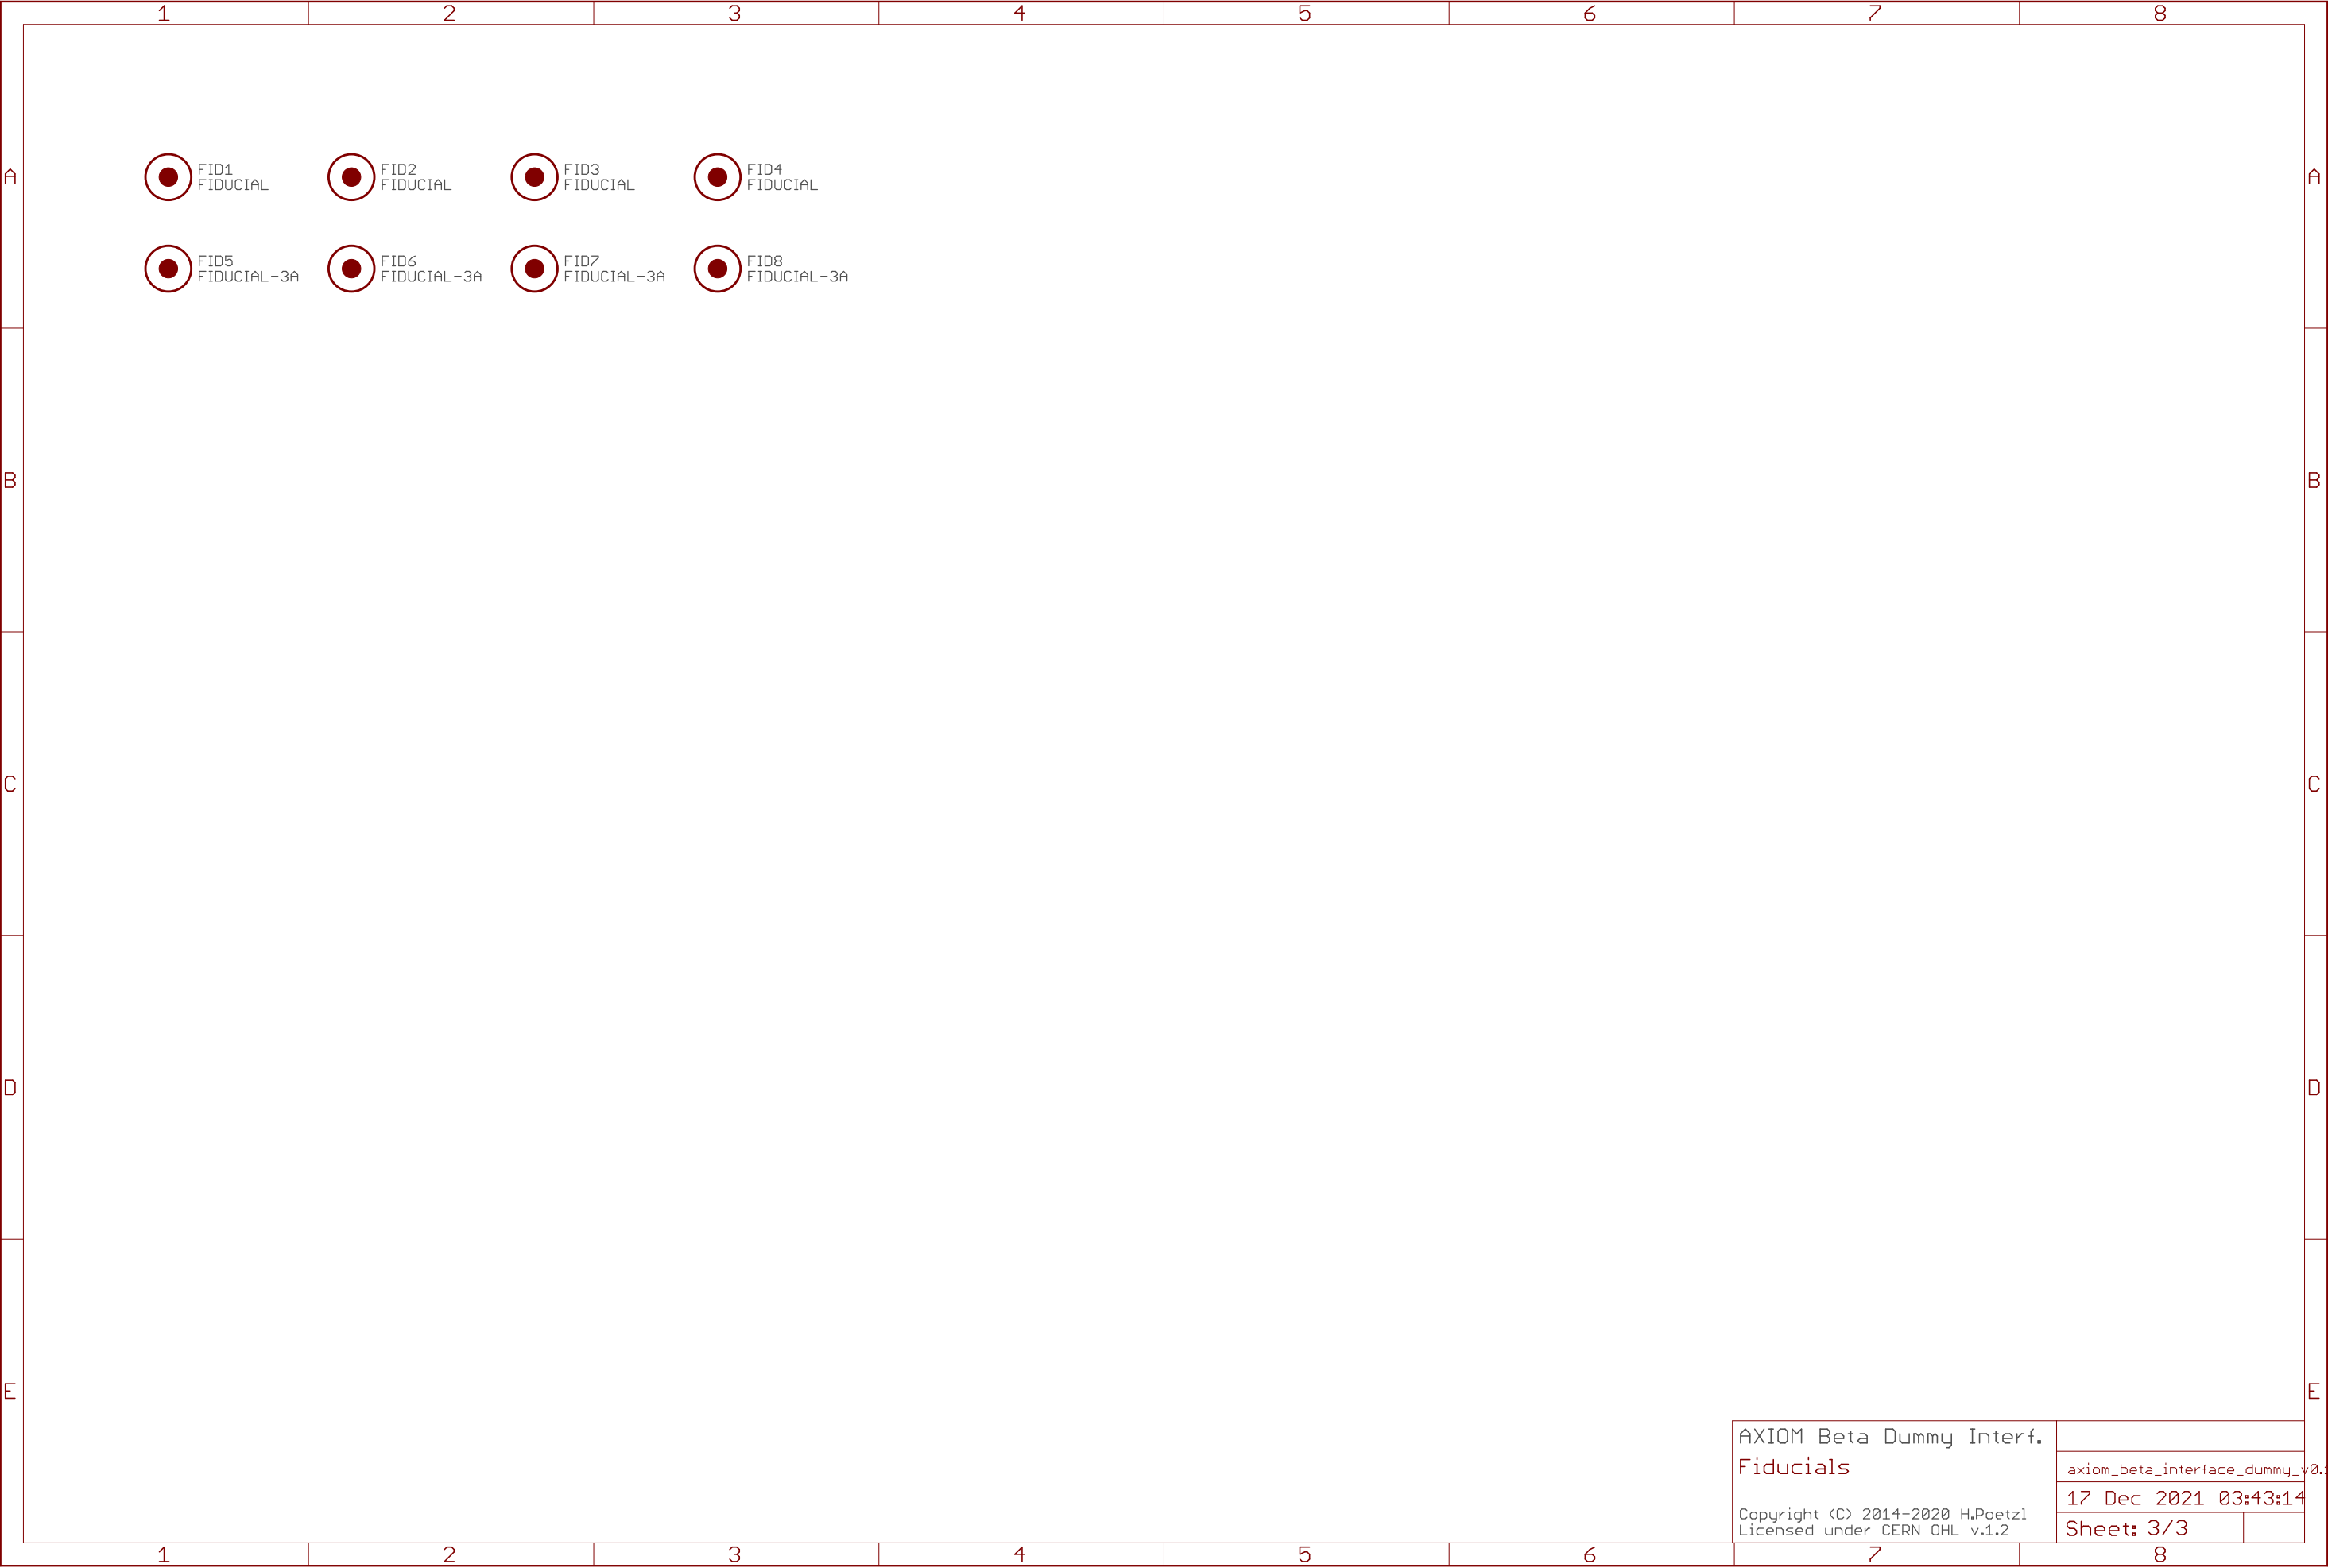 1 2 3 4 5 6 7 8
A A
FID1 FID2 FID3 FID4
FIDUCIAL FIDUCIAL FIDUCIAL FIDUCIAL
FID5 FID6 FID7 FID8
FIDUCIAL-3A FIDUCIAL-3A FIDUCIAL-3A FIDUCIAL-3A
B B
C C
D D
E E
AXIOM Beta Dummy Interf.
Fiducials
axiom_beta_interface_dummy_v0.
17 Dec 2021 03:43:14
Copyright (C) 2014-2020 H.Poetzl
Licensed under CERN OHL v.1.2
Sheet: 3/3
1 2 3 4 5 6 7 8